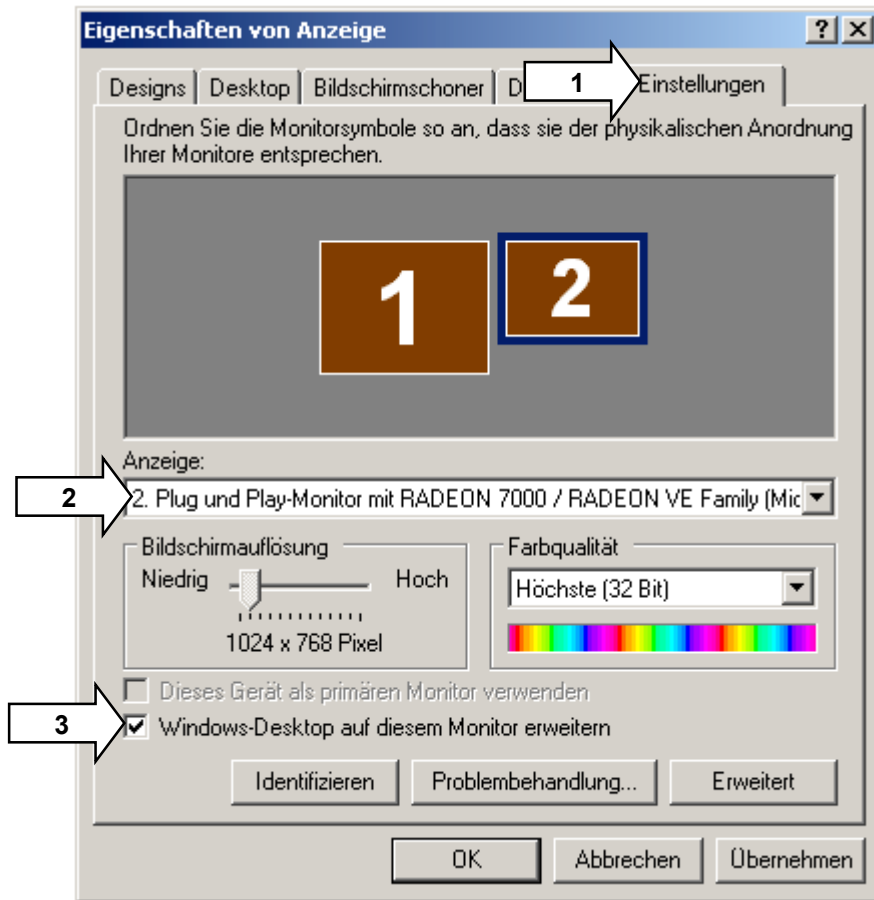 Eigenschaften von Anzeige
Designs Desktop Bildschirmschoner D 1 Einstellungen
Ordnen Sie die Monitorsymbole so an, dass sie der physikalischen Anordnung
Ihrer Monitore entsprechen.
1 2
Anzeige:
2 2. Plug und Play-Monitor mit RADEON 7000 / RADEON VE Family (Mic
Bildschirmauflösung Farbqualität
Niedrig Hoch Höchste (32 Bit)
1024 x 768 Pixel
Dieses Gerät als primären Monitor verwenden
3 Windows-Desktop auf diesem Monitor erweitern
Identifizieren Problembehandlung... Erweitert
OK Abbrechen Übernehmen